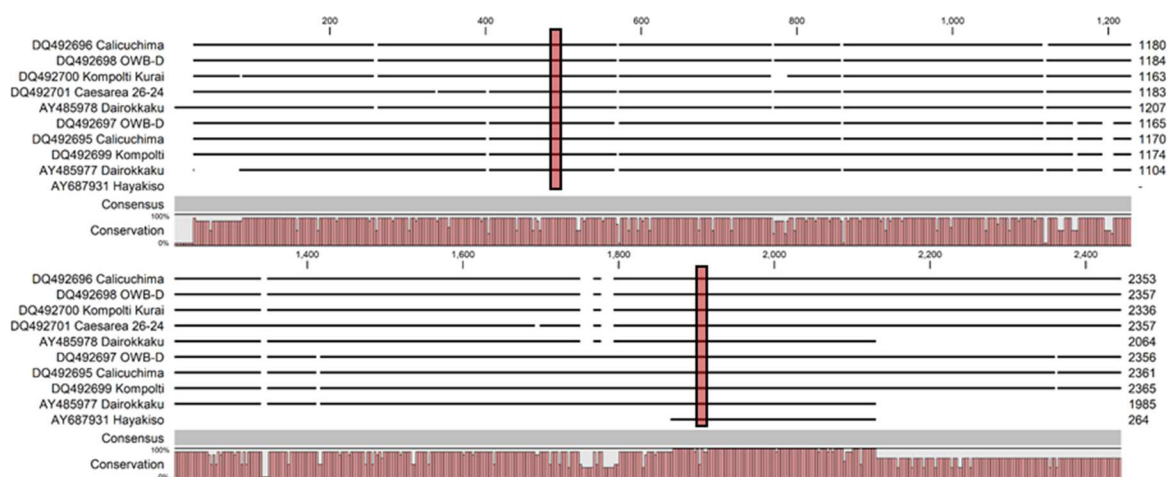 200 400 600 800 1,000 1,200
DQ492696 Calicuchima 1180
DQ492698 OWB-D 1184
DQ492700 Kompolti Kurai 1163
DQ492701 Caesarea 26-24 1183
AY485978 Dairokkaku 1207
DQ492697 OWB-D 1165
DQ492695 Calicuchima 1170
DQ492699 Kompolti 1174
AY485977 Dairokkaku 1104
AY687931 Hayakiso -
Consensus
100%
Conservation
0%
1,400 1,600 1,800 2,000 2,200 2,400
DQ492696 Calicuchima 2353
DQ492698 OWB-D 2357
DQ492700 Kompolti Kurai 2336
DQ492701 Caesarea 26-24 2357
AY485978 Dairokkaku 2064
DQ492697 OWB-D 2356
DQ492695 Calicuchima 2361
DQ492699 Kompolti 2365
AY485977 Dairokkaku 1985
AY687931 Hayakiso 264
Consensus
100%
Conservation
0%